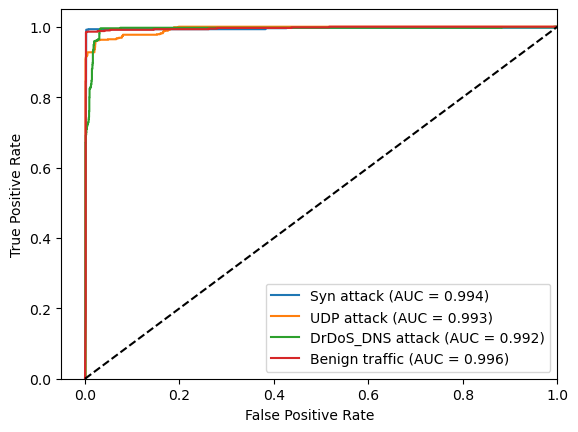 1.0
0.8
0.6
0.4
0.2
0.0
True Positive Rate
Syn attack (AUC = 0.994)
UDP attack (AUC = 0.993)
DrDoS_DNS attack (AUC = 0.992)
Benign traffic (AUC = 0.996)
0.0 0.2 0.4 0.6 0.8 1.0
False Positive Rate